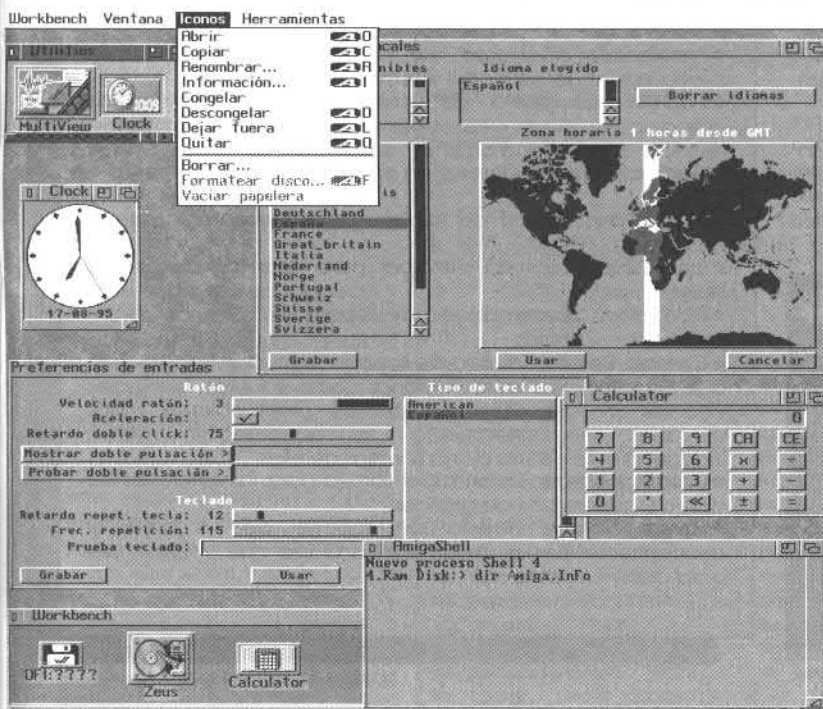 Workbench Ventana Iconos Herramientas
Abrir O
Copiar C
Renombrar... R
Información... I
Congelar
Descongelar D
Dejar fuera L
Quitar Q
Borrar...
Formatear disco... F
Vaciar papelera
Utilities
MultiView
Clock
Clock
17-08-95
Idioma elegido
Español
Borrar idiomas
Zona horaria 1 horas desde GMT
Deutschland
España
France
Great_britain
Italia
Nederland
Norge
Portugal
Schweiz
Suisse
Sverige
Svizzera
Grabar
Usar
Cancelar
Preferencias de entradas
Ratón
Velocidad ratón: 3
Aceleración:
Retardo doble click: 75
Mostrar doble pulsación >
Probar doble pulsación >
Teclado
Retardo repet. tecla: 12
Frec. repetición: 115
Prueba teclado:
Grabar
Usar
Tipo de teclado
American
Español
Calculator
0
7 8 9 CA CE
4 5 6 × ÷
1 2 3 + -
0 . « ± =
AmigaShell
Nuevo proceso Shell 4
4.Ram Disk:> dir Amiga.InFo
Workbench
DF1:????
Zeus
Calculator